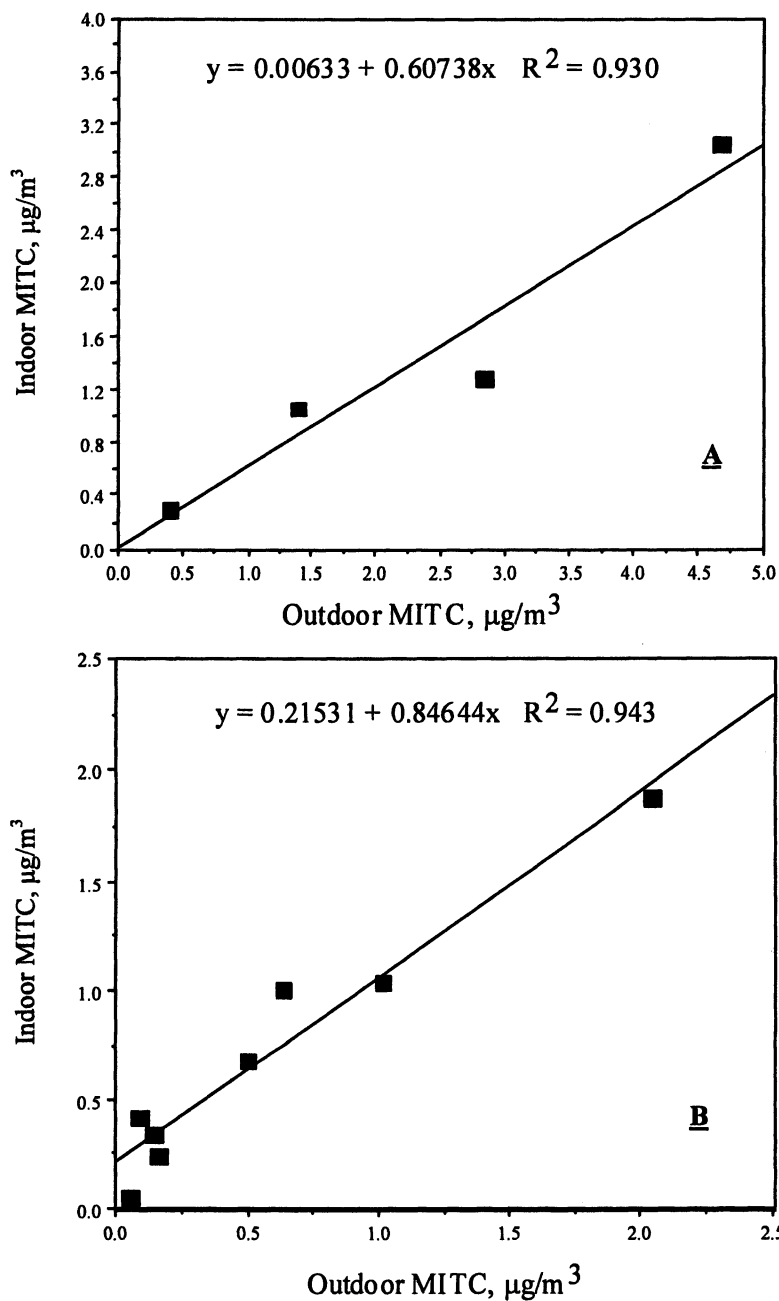 4.0
y = 0.00633 + 0.60738x R² = 0.930
3.6
3.2
2.8
2.4
2.0
1.6
1.2
0.8
0.4
0.0
Indoor MITC, μg/m³
A
0.0 0.5 1.0 1.5 2.0 2.5 3.0 3.5 4.0 4.5 5.0
Outdoor MITC, μg/m³
2.5
y = 0.21531 + 0.84644x R² = 0.943
2.0
1.5
1.0
0.5
0.0
Indoor MITC, μg/m³
B
0.0 0.5 1.0 1.5 2.0 2.5
Outdoor MITC, μg/m³